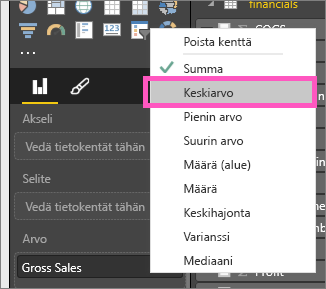 financials
COGS
Poista kenttä
Summa
Keskiarvo
Pienin arvo
Suurin arvo
Määrä (alue)
Määrä
Keskihajonta
Varianssi
Mediaani
Akseli
Vedä tietokentät tähän
Selite
Vedä tietokentät tähän
Arvo
Gross Sales
Profit